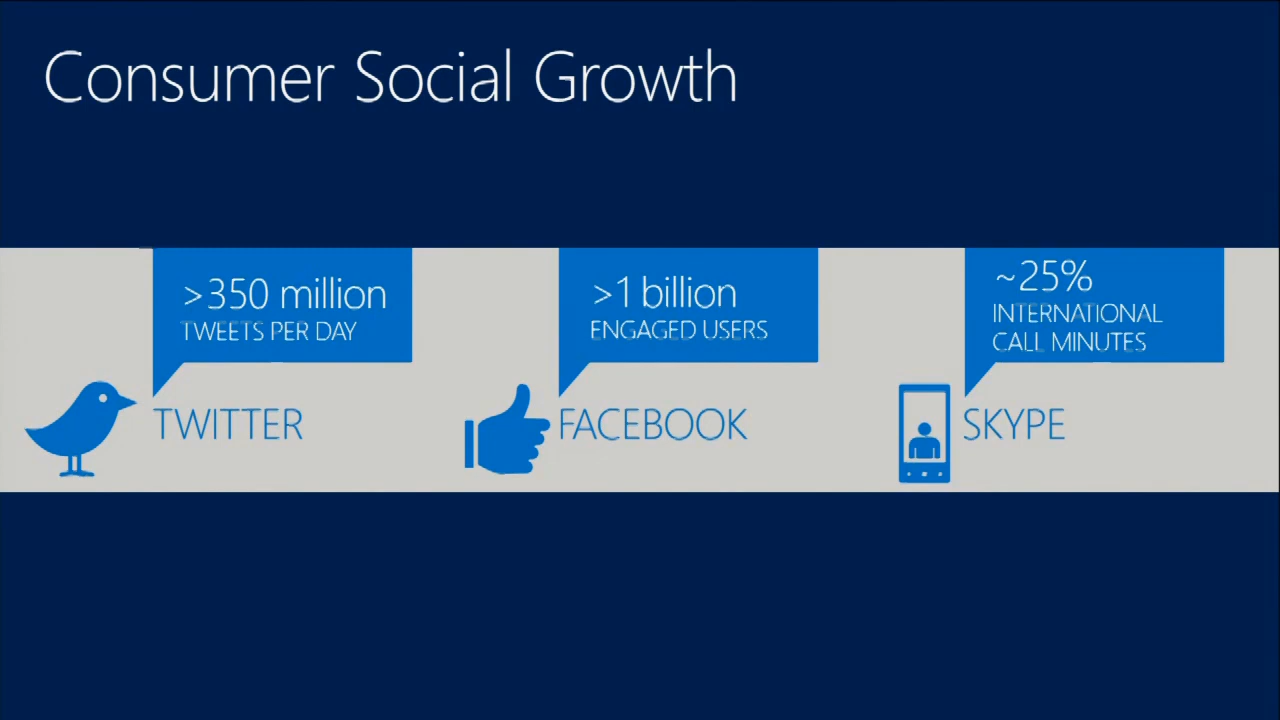 Consumer Social Growth
>350 million
TWEETS PER DAY
TWITTER
>1 billion
ENGAGED USERS
FACEBOOK
~25%
INTERNATIONAL
CALL MINUTES
SKYPE